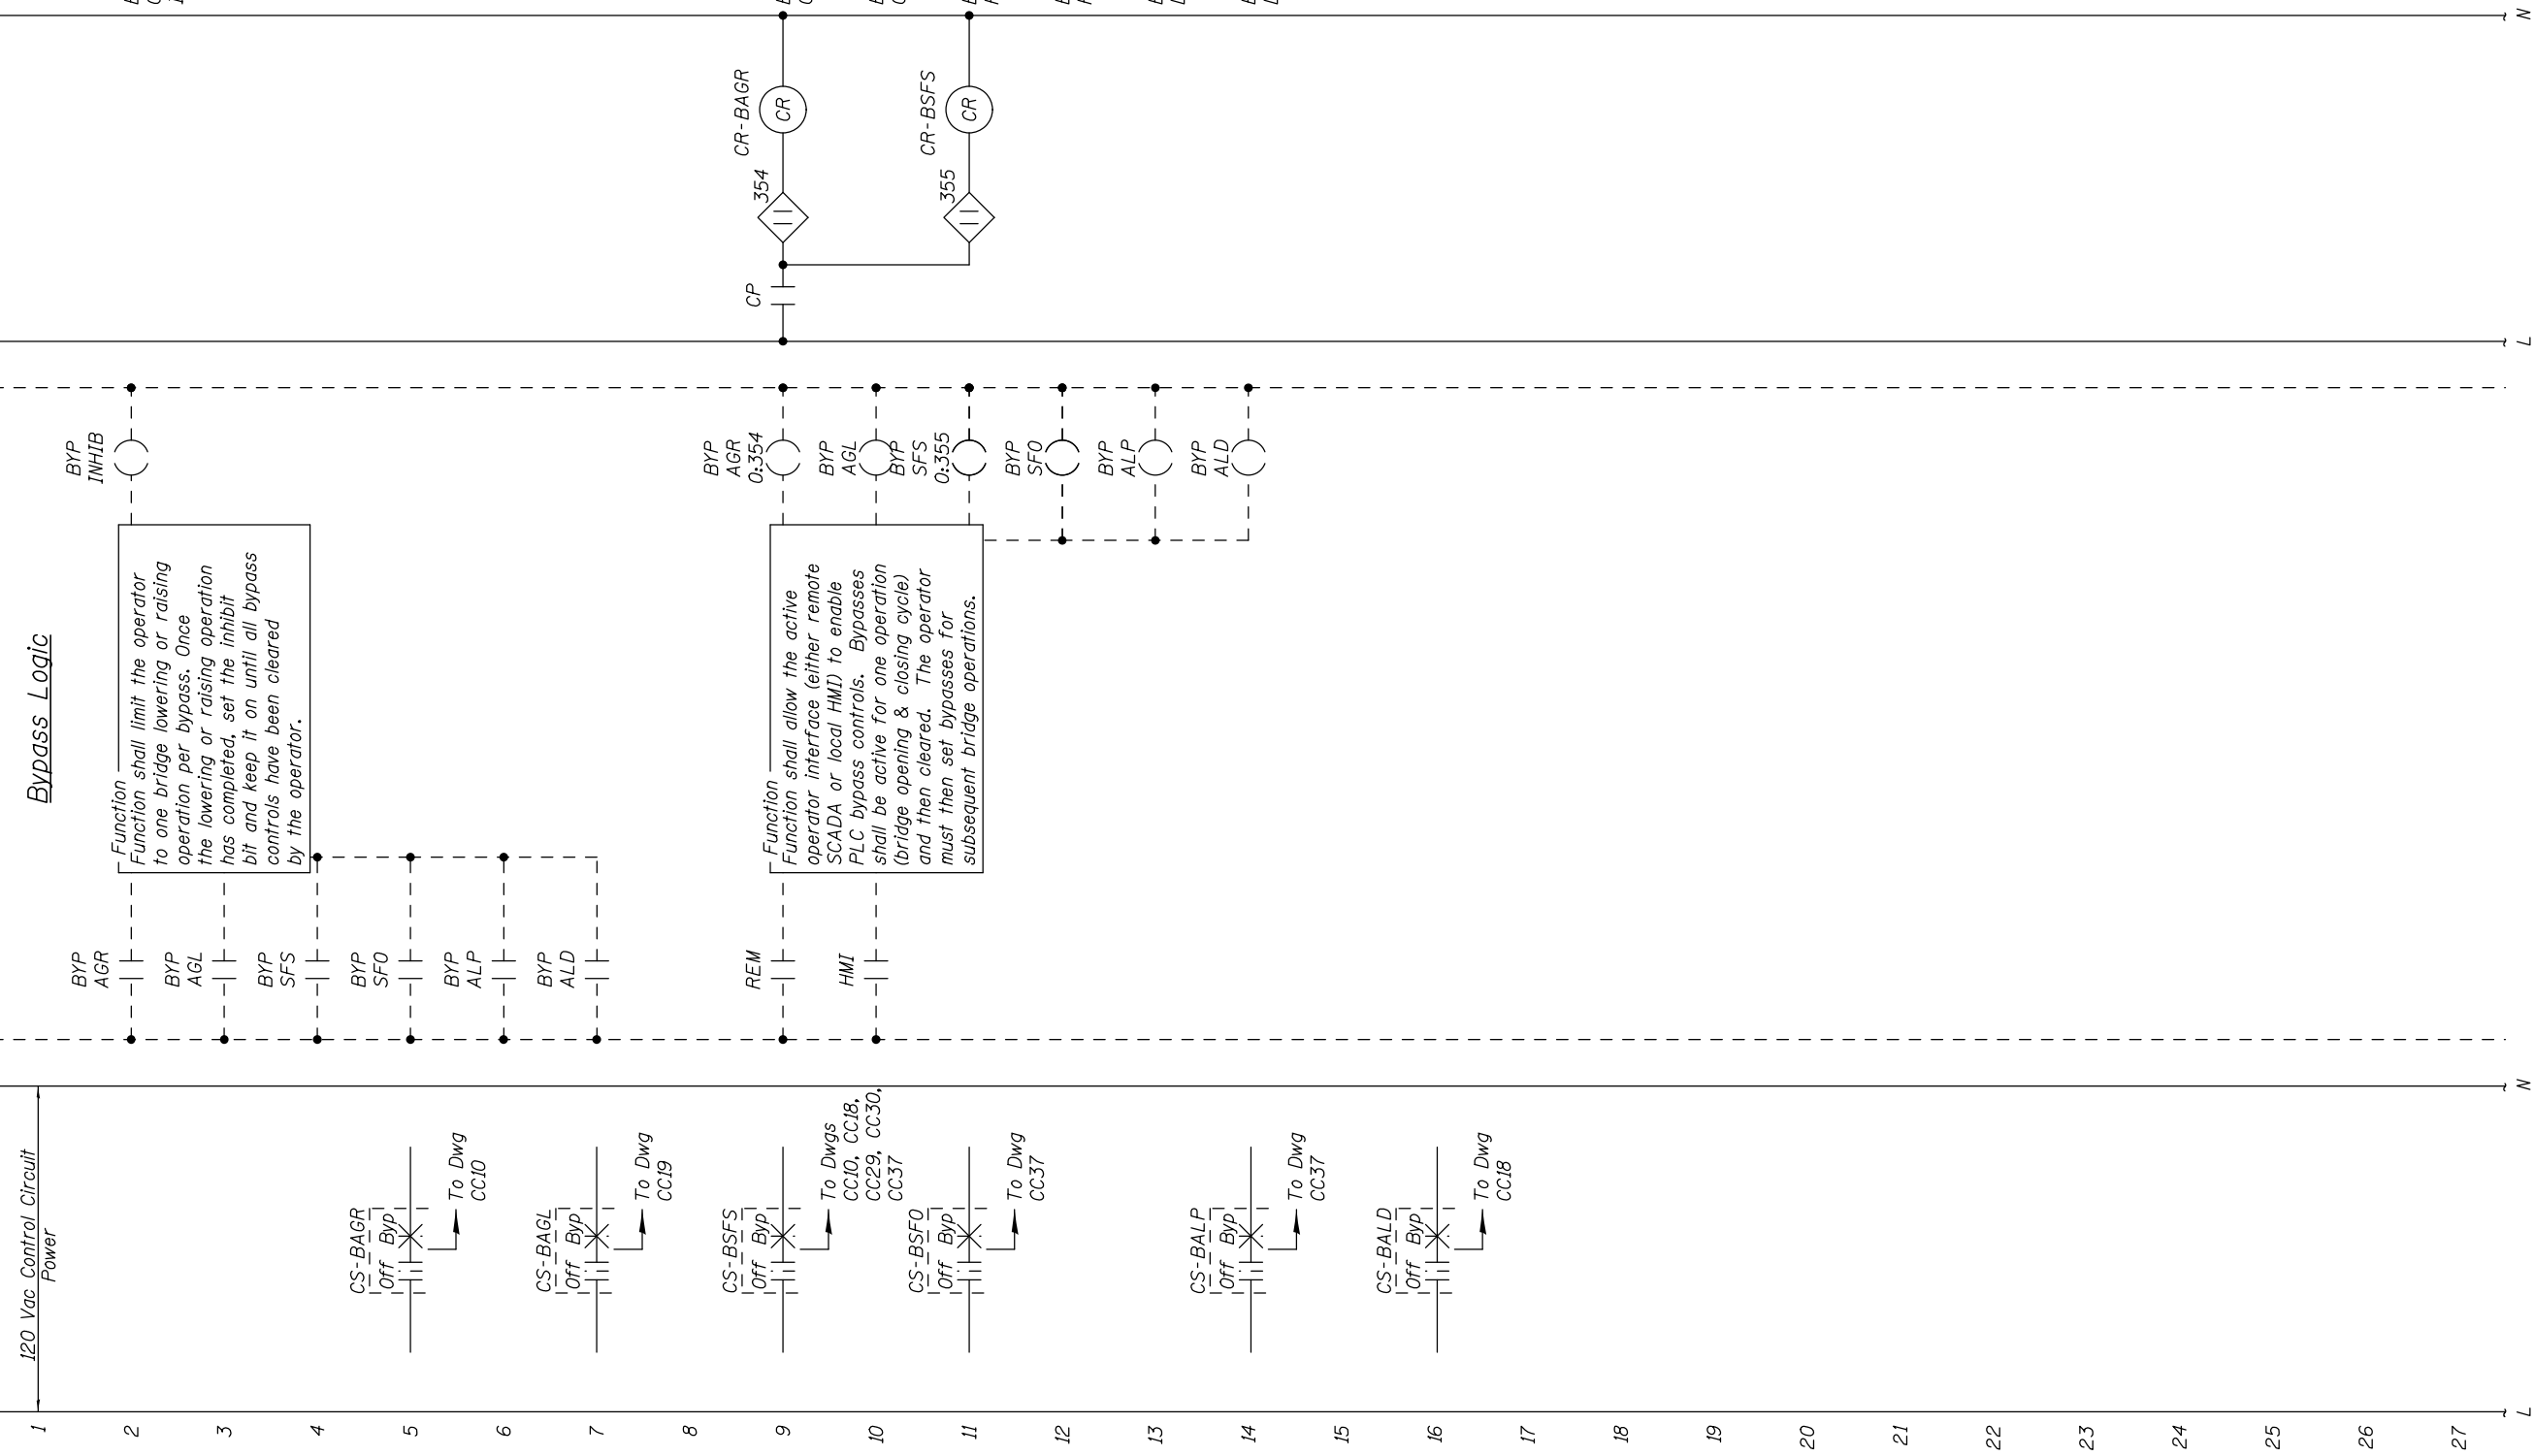 Bypass Logic
120 Vac Control Circuit
Power
1
2
3
4
5
6
7
8
9
10
11
12
13
14
15
16
17
18
19
20
21
22
23
24
25
26
27
L
N
L
N
CS-BAGR
Off Byp
To Dwg
CC10
CS-BAGL
Off Byp
To Dwg
CC19
CS-BSFS
Off Byp
To Dwgs
CC10, CC18,
CC29, CC30,
CC37
CS-BSFO
Off Byp
To Dwg
CC37
CS-BALP
Off Byp
To Dwg
CC37
CS-BALD
Off Byp
To Dwg
CC18
BYP
AGR
BYP
AGL
BYP
SFS
BYP
SFO
BYP
ALP
BYP
ALD
Function
Function shall limit the operator
to one bridge lowering or raising
operation per bypass. Once
the lowering or raising operation
has completed, set the inhibit
bit and keep it on until all bypass
controls have been cleared
by the operator.
BYP
INHIB
REM
HMI
Function
Function shall allow the active
operator interface (either remote
SCADA or local HMI) to enable
PLC bypass controls. Bypasses
shall be active for one operation
(bridge opening & closing cycle)
and then cleared. The operator
must then set bypasses for
subsequent bridge operations.
BYP
AGR
O:354
BYP
AGL
BYP
SFS
O:355
BYP
SFO
BYP
ALP
BYP
ALD
CP
354
CR-BAGR
CR
355
CR-BSFS
CR